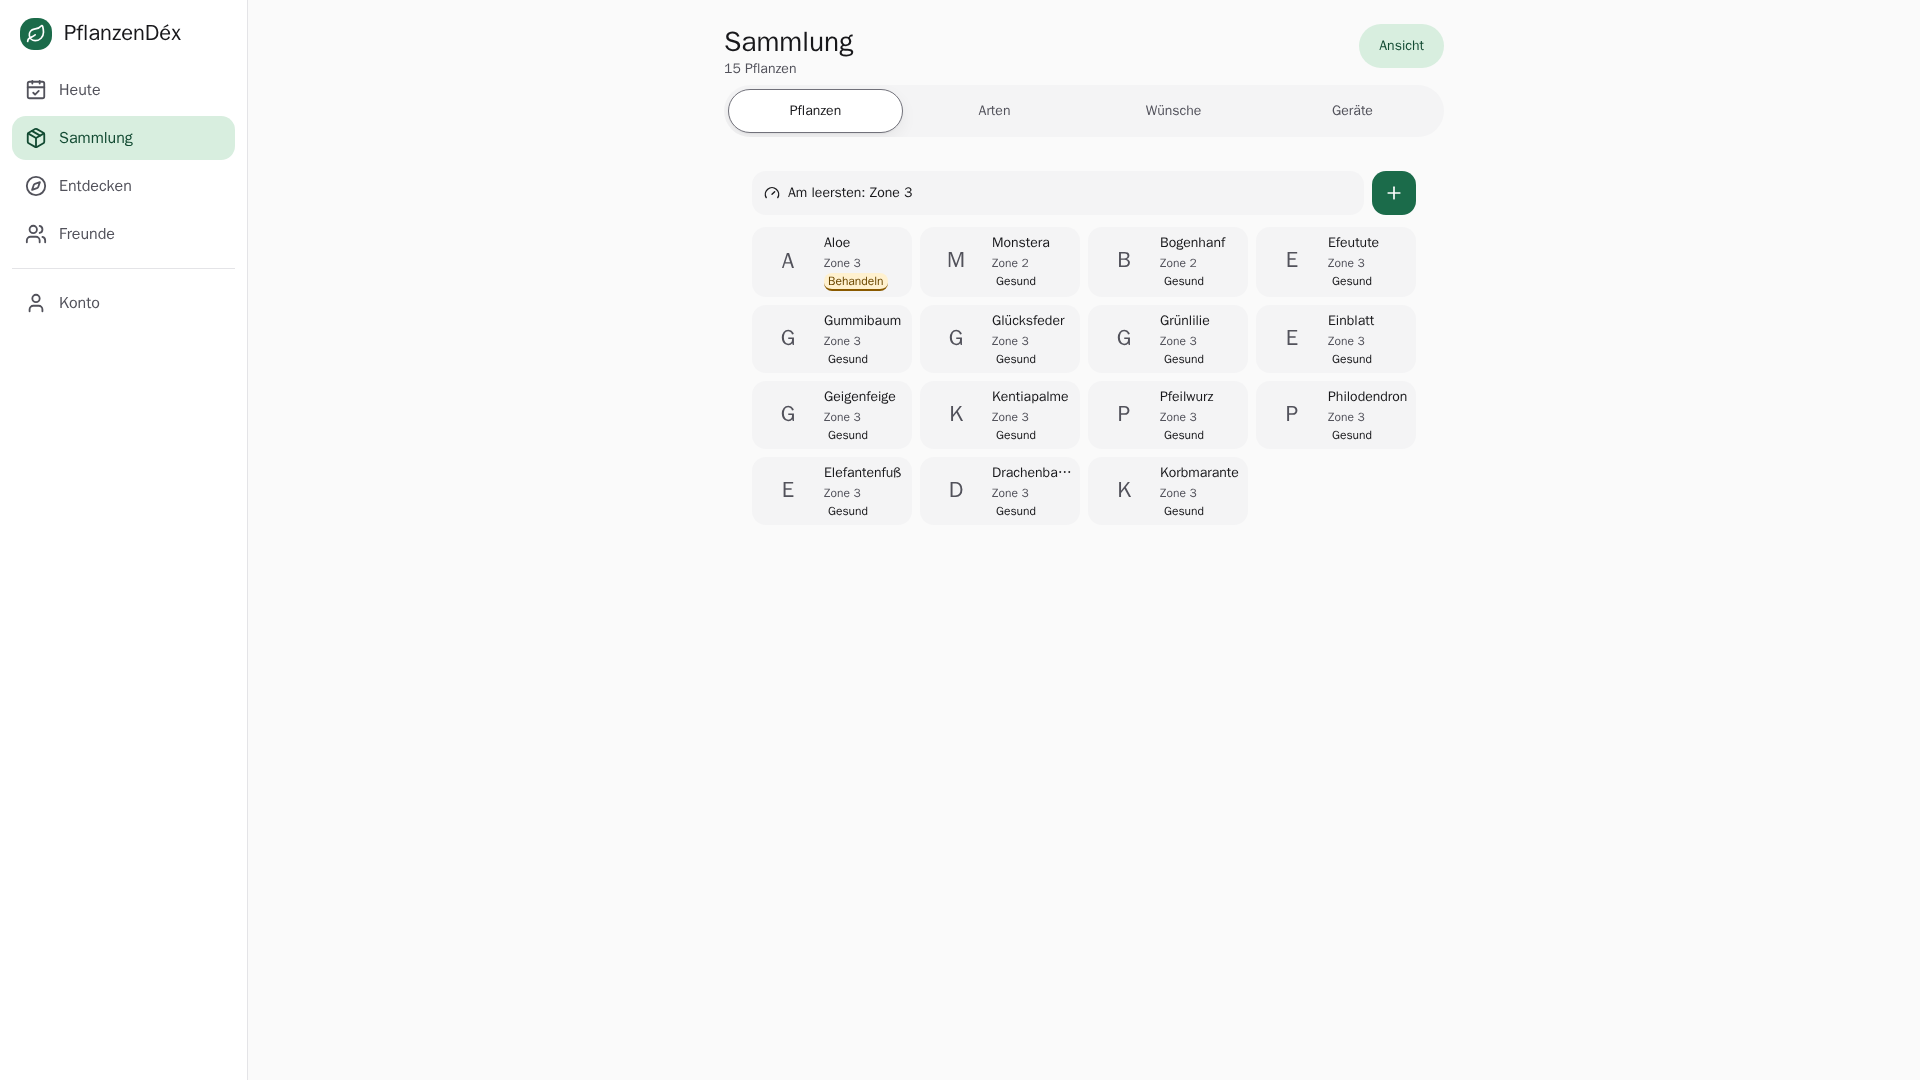 PflanzenDéx
Heute
Sammlung
Entdecken
Freunde
Konto
Sammlung
15 Pflanzen
Ansicht
Pflanzen
Arten
Wünsche
Geräte
Am leersten: Zone 3
A
Aloe
Zone 3
Behandeln
M
Monstera
Zone 2
Gesund
B
Bogenhanf
Zone 2
Gesund
E
Efeutute
Zone 3
Gesund
G
Gummibaum
Zone 3
Gesund
G
Glücksfeder
Zone 3
Gesund
G
Grünlilie
Zone 3
Gesund
E
Einblatt
Zone 3
Gesund
G
Geigenfeige
Zone 3
Gesund
K
Kentiapalme
Zone 3
Gesund
P
Pfeilwurz
Zone 3
Gesund
P
Philodendron
Zone 3
Gesund
E
Elefantenfuß
Zone 3
Gesund
D
Drachenba…
Zone 3
Gesund
K
Korbmarante
Zone 3
Gesund